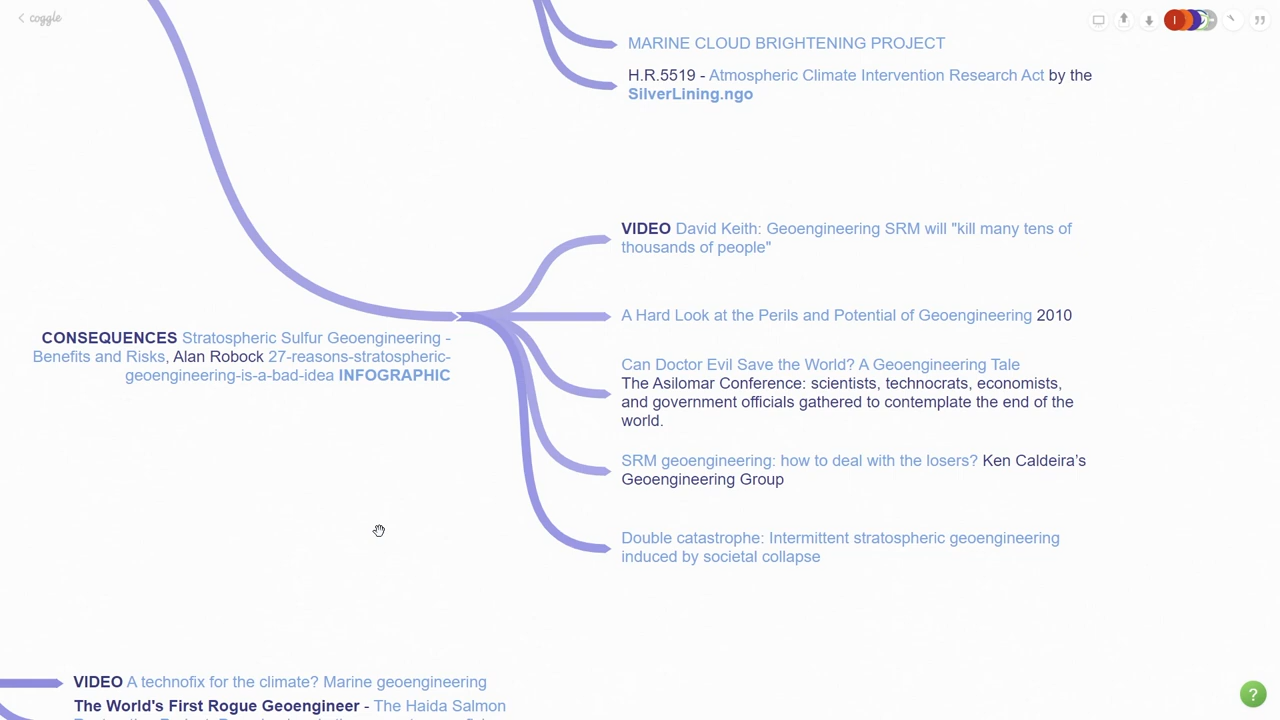 coggle
MARINE CLOUD BRIGHTENING PROJECT
H.R.5519 - Atmospheric Climate Intervention Research Act by the
SilverLining.ngo
VIDEO David Keith: Geoengineering SRM will "kill many tens of
thousands of people"
A Hard Look at the Perils and Potential of Geoengineering 2010
CONSEQUENCES Stratospheric Sulfur Geoengineering -
Benefits and Risks, Alan Robock 27-reasons-stratospheric-
geoengineering-is-a-bad-idea INFOGRAPHIC
Can Doctor Evil Save the World? A Geoengineering Tale
The Asilomar Conference: scientists, technocrats, economists,
and government officials gathered to contemplate the end of the
world.
SRM geoengineering: how to deal with the losers? Ken Caldeira’s
Geoengineering Group
Double catastrophe: Intermittent stratospheric geoengineering
induced by societal collapse
VIDEO A technofix for the climate? Marine geoengineering
The World's First Rogue Geoengineer - The Haida Salmon
?